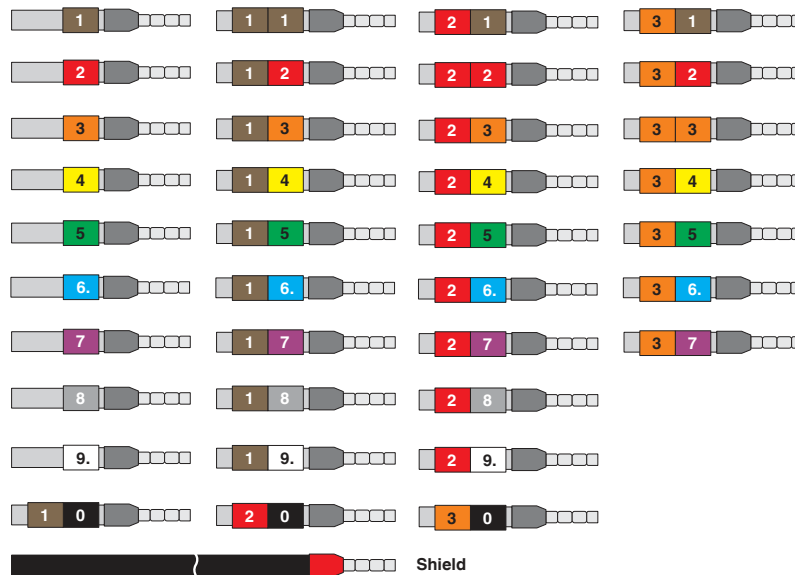 1 1 1 2 1 3 1
2 1 2 2 2 3 2
3 1 3 2 3 3 3
4 1 4 2 4 3 4
5 1 5 2 5 3 5
6. 1 6. 2 6. 3 6.
7 1 7 2 7 3 7
8 1 8 2 8
9. 1 9. 2 9.
1 0 2 0 3 0
Shield